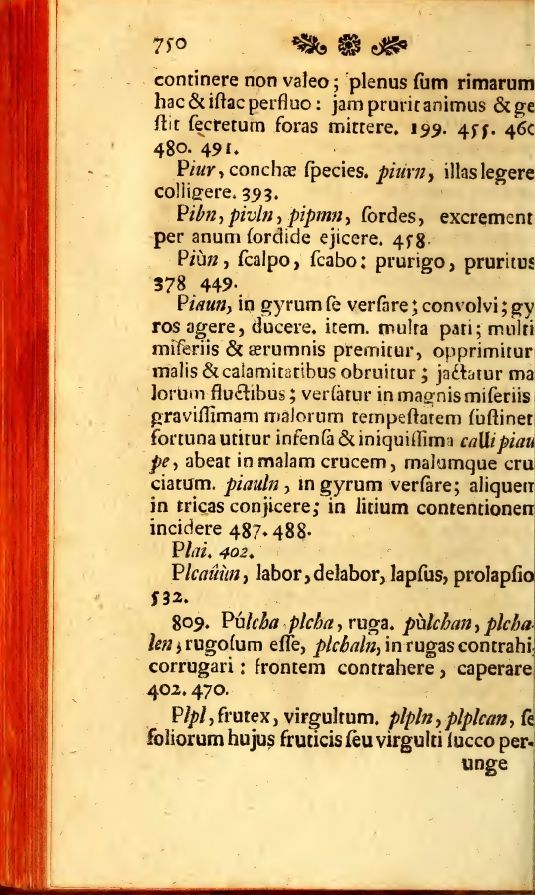 750
continere non valeo; plenus ſum rimarum
hac & iſtac perfluo: jam prurit animus & ge
ſtit ſecretum foras mittere. 199. 455. 460
480. 491.
Piur, conchæ ſpecies. piurn, illas legere
colligere. 393.
Pibn, pivln, pipmn, ſordes, excrement
per anum ſordide ejicere. 458.
Piùn, ſcalpo, ſcabo: prurigo, pruritus
378 449.
Piaun, in gyrum ſe verſare; convolvi; gy
ros agere, ducere. item. multa pati; multi
miſeriis & ærumnis premitur, opprimitur
malis & calamitatibus obruitur; jactatur ma
lorum fluctibus; verſatur in magnis miſeriis
graviſſimam malorum tempeſtatem ſuſtinet
fortuna utitur infenſa & iniquiſſima calli piau
pe, abeat in malam crucem, malumque cru
ciatum. piauln, in gyrum verſare; aliquem
in tricas conjicere; in litium contentionem
incidere 487. 488.
Plai. 402.
Plcaûùn, labor, delabor, lapſus, prolapſio
532.
809. Púlcha plcha, ruga. pùlchan, plcha-
len, rugoſum eſſe, plchaln, in rugas contrahi,
corrugari: frontem contrahere, caperare
402. 470.
Plpl, frutex, virgultum. plpln, plplcan, ſe
foliorum hujus fruticis ſeu virgulti ſucco per-
unge